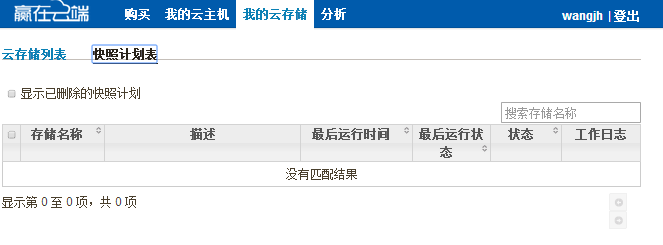 赢在云端 购买 我的云主机 我的云存储 分析 wangjh | 登出
云存储列表 快照计划表
显示已删除的快照计划
搜索存储名称
存储名称 描述 最后运行时间 最后运行状态 状态 工作日志
没有匹配结果
显示第 0 至 0 项，共 0 项